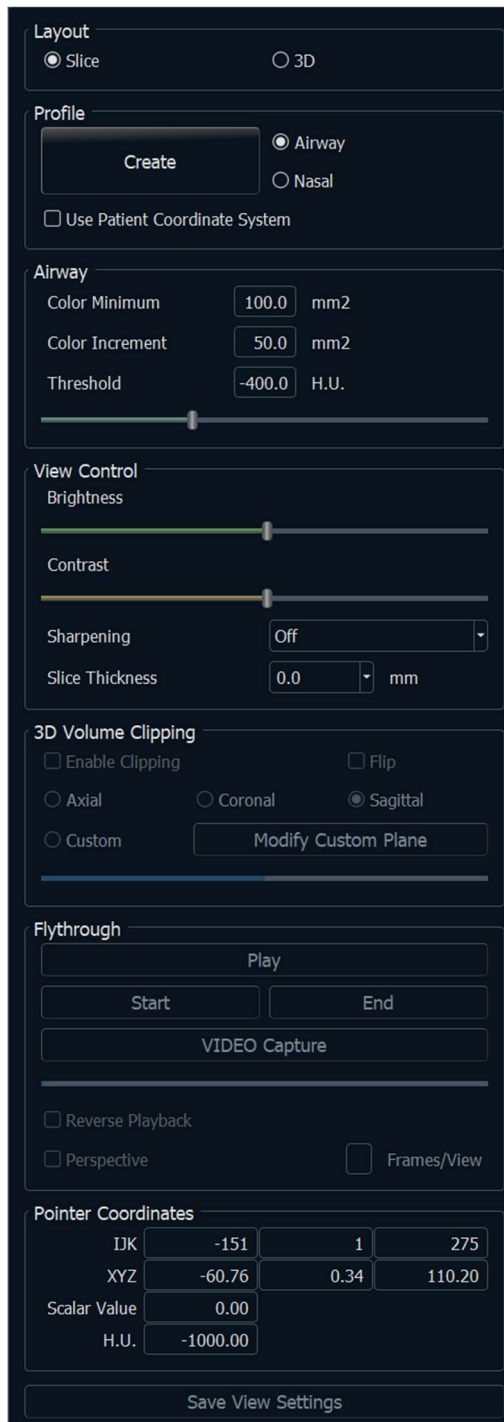 Layout
Slice 3D
Profile
Create
Airway
Nasal
Use Patient Coordinate System
Airway
Color Minimum 100.0 mm2
Color Increment 50.0 mm2
Threshold -400.0 H.U.
View Control
Brightness
Contrast
Sharpening Off
Slice Thickness 0.0 mm
3D Volume Clipping
Enable Clipping Flip
Axial Coronal Sagittal
Custom Modify Custom Plane
Flythrough
Play
Start End
VIDEO Capture
Reverse Playback
Perspective Frames/View
Pointer Coordinates
IJK -151 1 275
XYZ -60.76 0.34 110.20
Scalar Value 0.00
H.U. -1000.00
Save View Settings